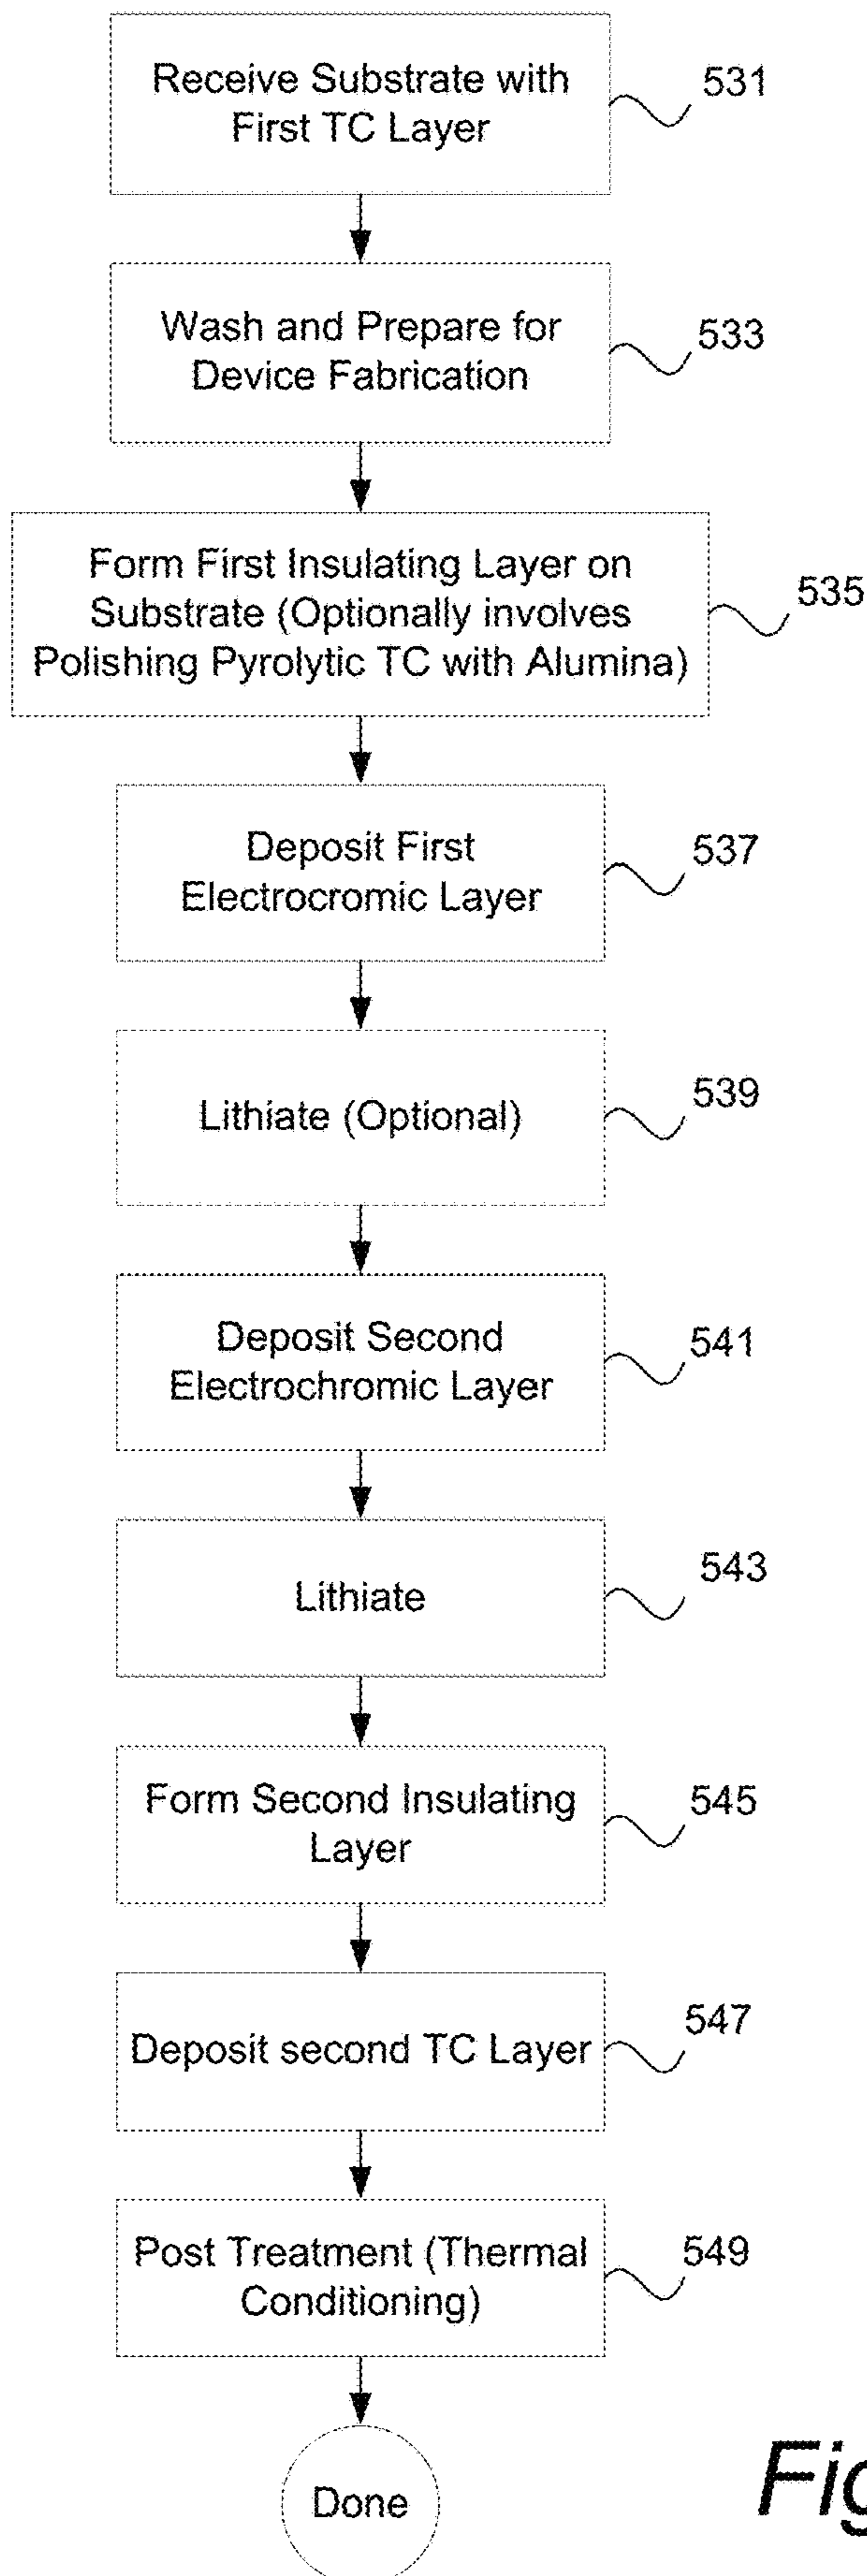 Receive Substrate with
First TC Layer
531
Wash and Prepare for
Device Fabrication
533
Form First Insulating Layer on
Substrate (Optionally involves
Polishing Pyrolytic TC with Alumina)
535
Deposit First
Electrocromic Layer
537
Lithiate (Optional)
539
Deposit Second
Electrochromic Layer
541
Lithiate
543
Form Second Insulating
Layer
545
Deposit second TC Layer
547
Post Treatment (Thermal
Conditioning)
549
Done
Fig